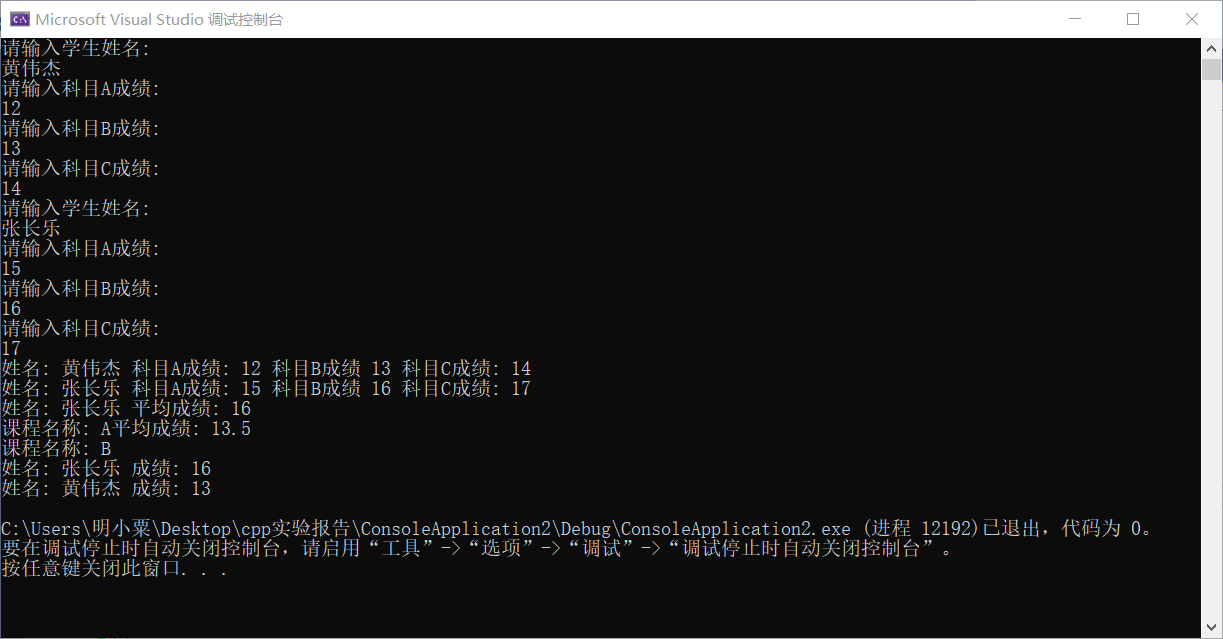 Microsoft Visual Studio 调试控制台
请输入学生姓名:
黄伟杰
请输入科目A成绩:
12
请输入科目B成绩:
13
请输入科目C成绩:
14
请输入学生姓名:
张长乐
请输入科目A成绩:
15
请输入科目B成绩:
16
请输入科目C成绩:
17
姓名: 黄伟杰 科目A成绩: 12 科目B成绩 13 科目C成绩: 14
姓名: 张长乐 科目A成绩: 15 科目B成绩 16 科目C成绩: 17
姓名: 张长乐 平均成绩: 16
课程名称: A平均成绩: 13.5
课程名称: B
姓名: 张长乐 成绩: 16
姓名: 黄伟杰 成绩: 13
C:\Users\明小粟\Desktop\cpp实验报告\ConsoleApplication2\Debug\ConsoleApplication2.exe (进程 12192)已退出，代码为 0。
要在调试停止时自动关闭控制台，请启用“工具”->“选项”->“调试”->“调试停止时自动关闭控制台”。
按任意键关闭此窗口. . .